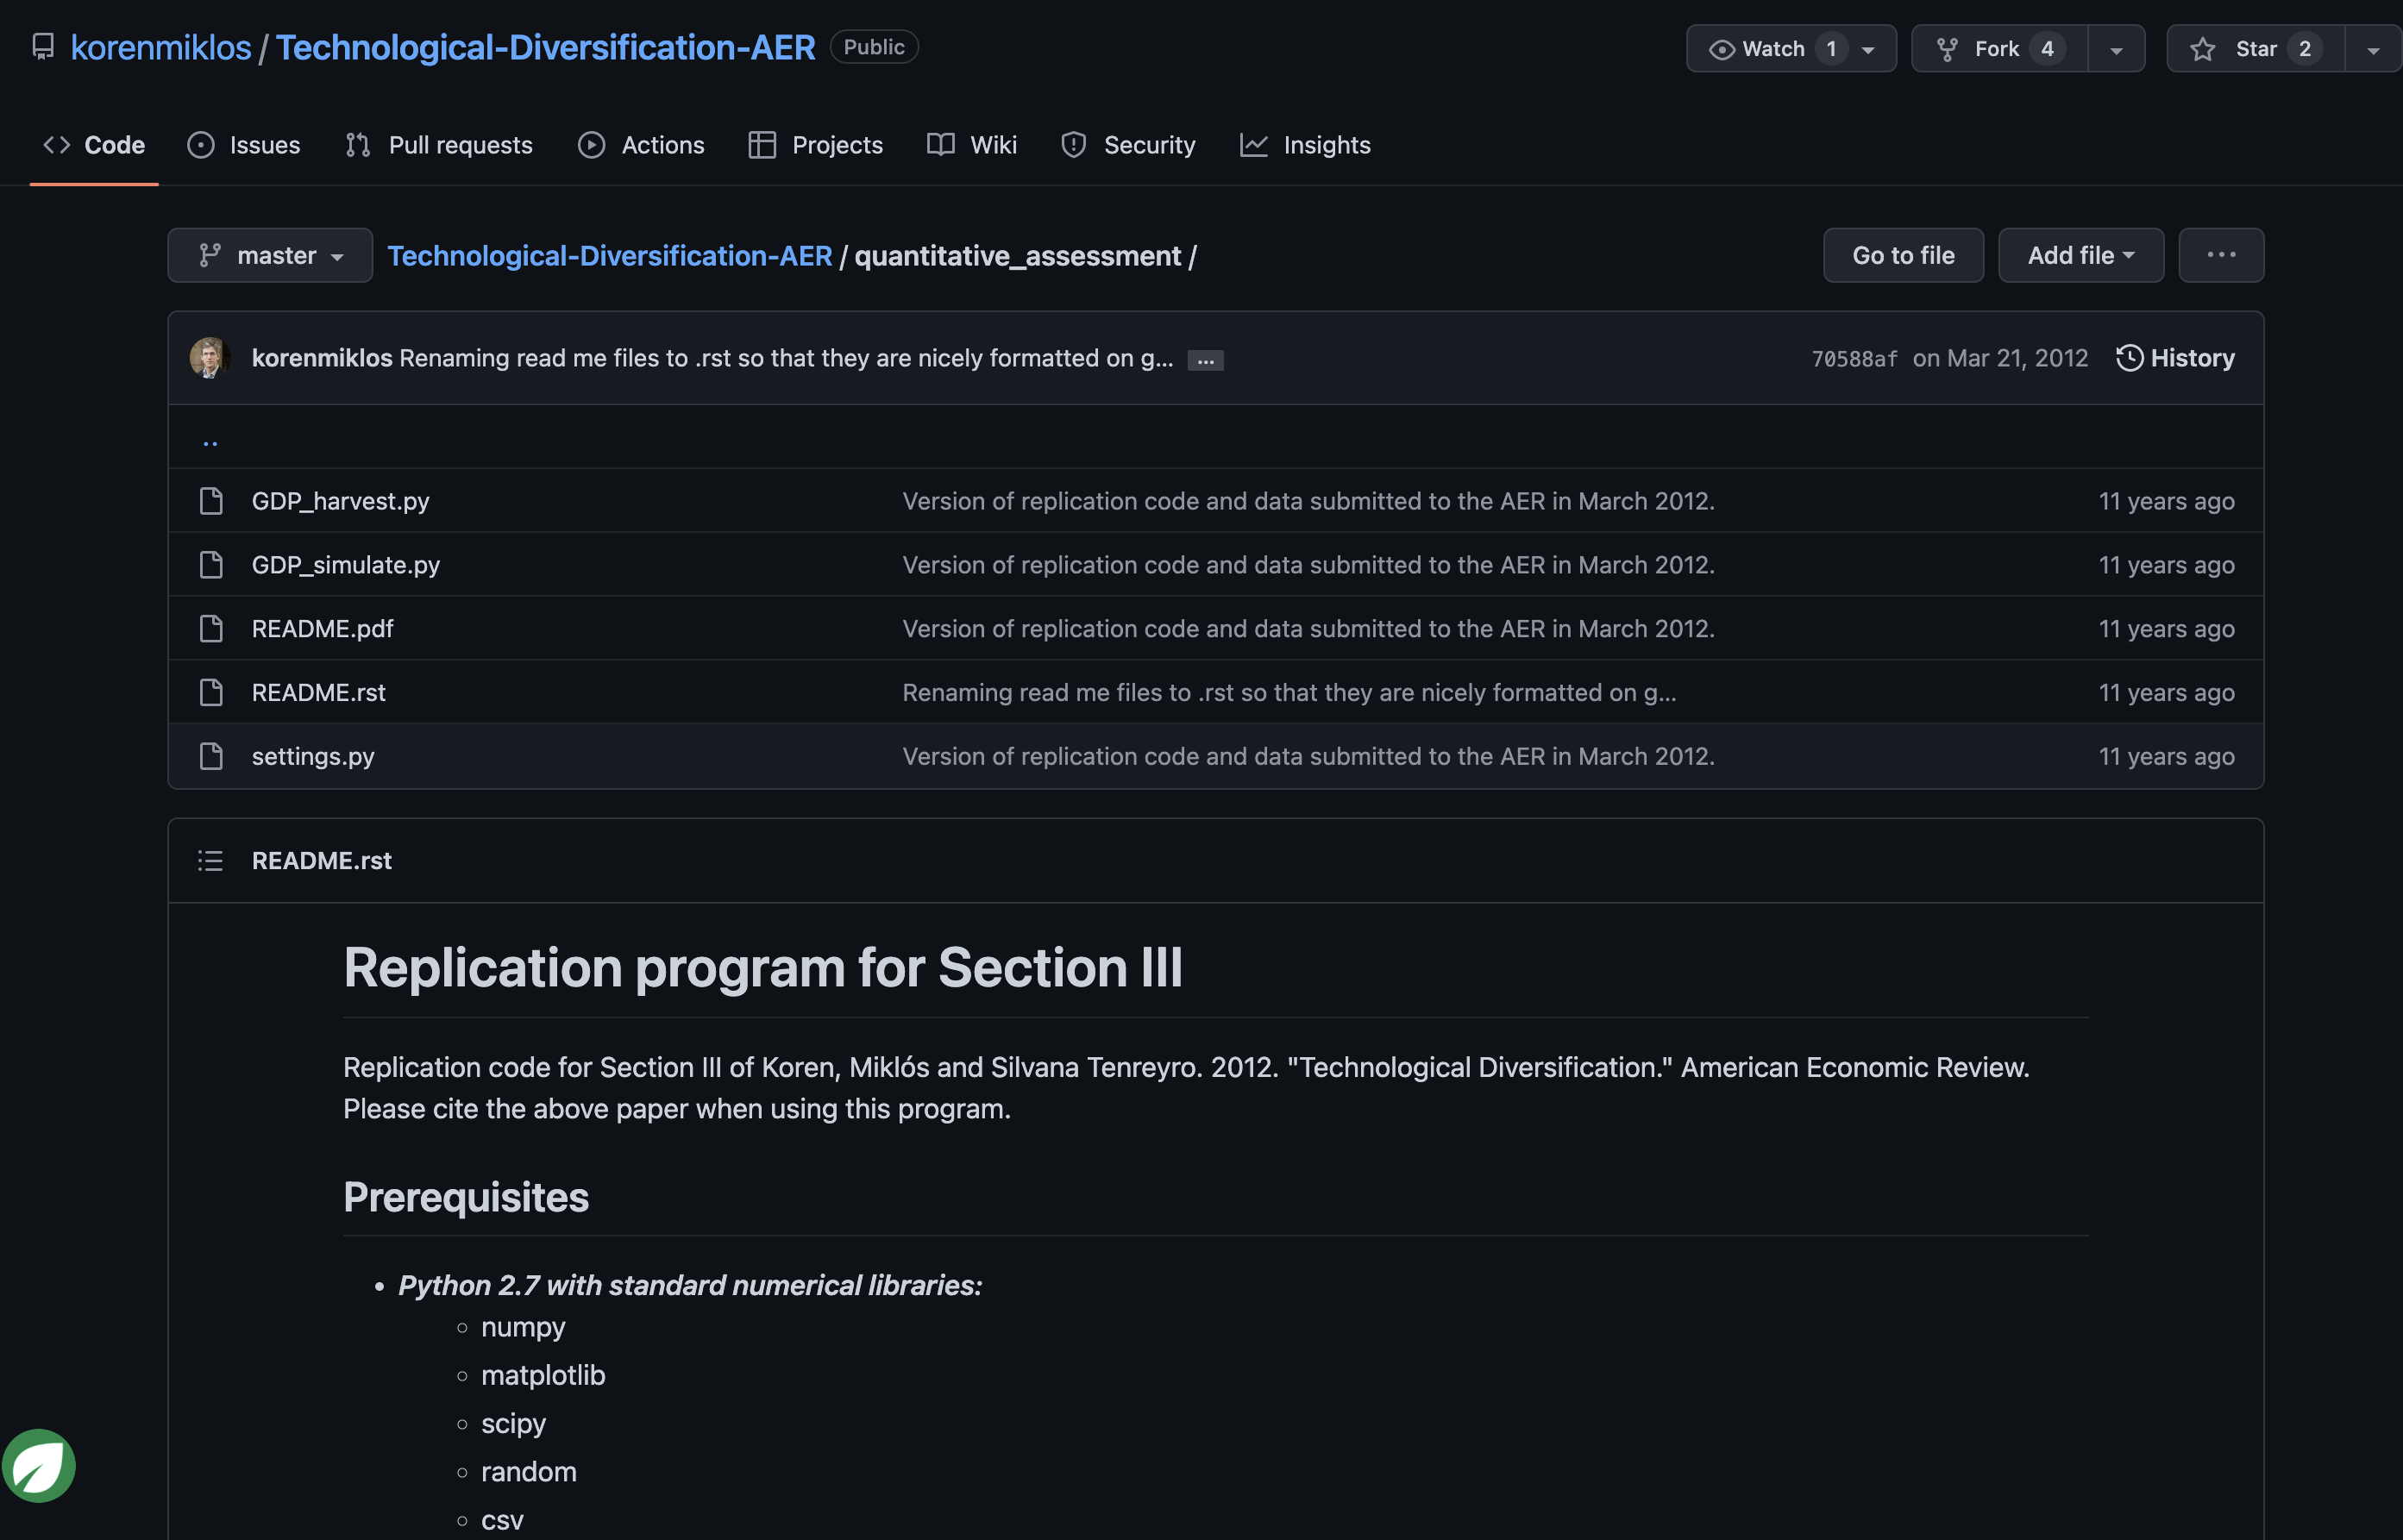 korenmiklos / Technological-Diversification-AER Public Watch 1 Fork 4 Star 2
Code Issues Pull requests Actions Projects Wiki Security Insights
master Technological-Diversification-AER / quantitative_assessment / Go to file Add file ...
korenmiklos Renaming read me files to .rst so that they are nicely formatted on g... ... 70588af on Mar 21, 2012 History
..
GDP_harvest.py Version of replication code and data submitted to the AER in March 2012. 11 years ago
GDP_simulate.py Version of replication code and data submitted to the AER in March 2012. 11 years ago
README.pdf Version of replication code and data submitted to the AER in March 2012. 11 years ago
README.rst Renaming read me files to .rst so that they are nicely formatted on g... 11 years ago
settings.py Version of replication code and data submitted to the AER in March 2012. 11 years ago
README.rst
Replication program for Section III
Replication code for Section III of Koren, Miklós and Silvana Tenreyro. 2012. "Technological Diversification." American Economic Review.
Please cite the above paper when using this program.
Prerequisites
• Python 2.7 with standard numerical libraries:
◦ numpy
◦ matplotlib
◦ scipy
◦ random
◦ csv